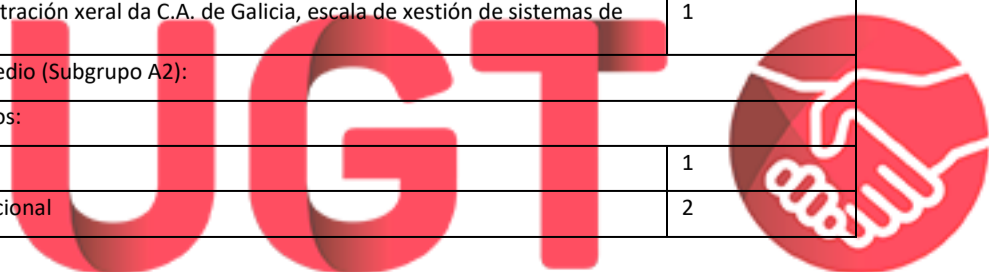 tración xeral da C.A. de Galicia, escala de xestión de sistemas de 1
edio (Subgrupo A2):
os:
1
cional 2
UGT